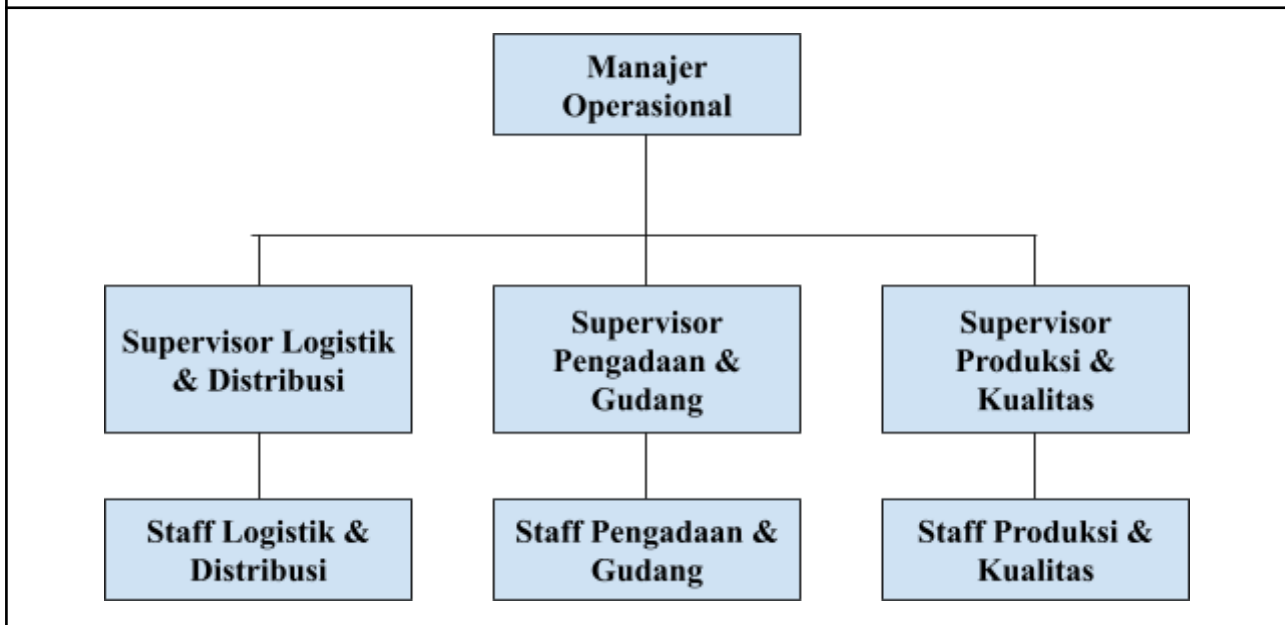 Manajer
Operasional
Supervisor Logistik
& Distribusi
Supervisor
Pengadaan &
Gudang
Supervisor
Produksi &
Kualitas
Staff Logistik &
Distribusi
Staff Pengadaan &
Gudang
Staff Produksi &
Kualitas